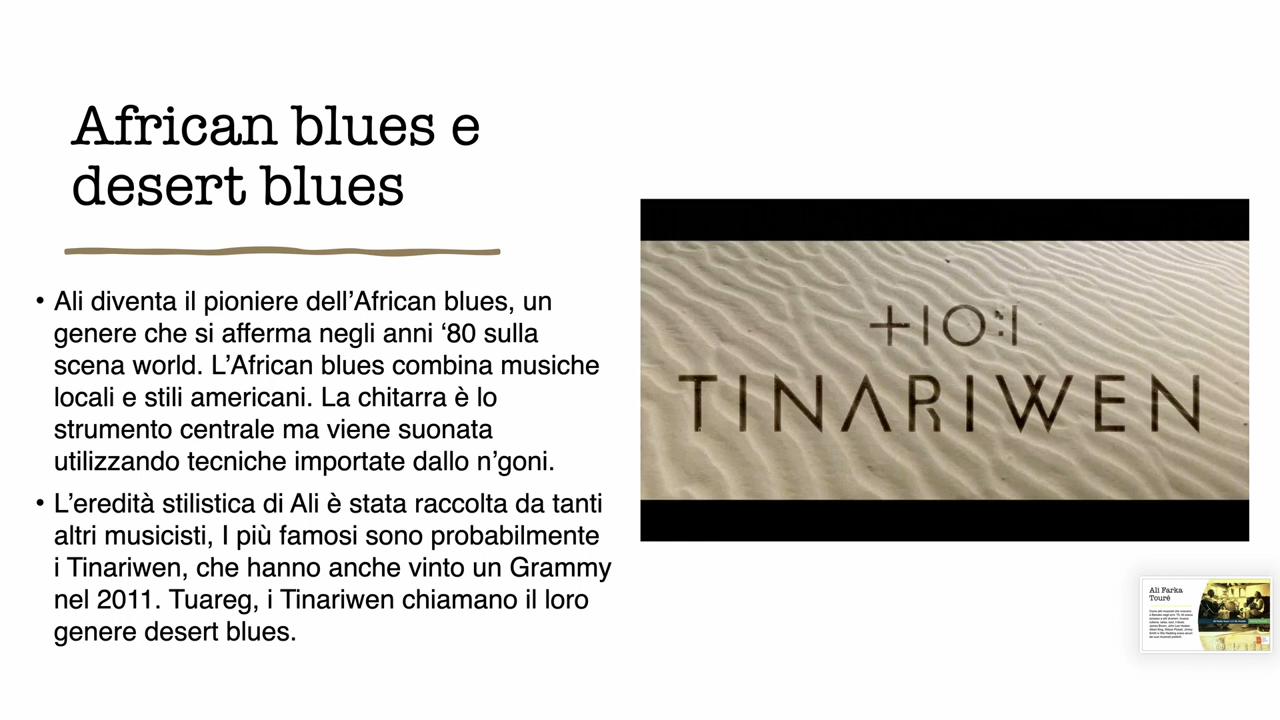 African blues e
desert blues
• Ali diventa il pioniere dell’African blues, un
genere che si afferma negli anni ‘80 sulla
scena world. L’African blues combina musiche
locali e stili americani. La chitarra è lo
strumento centrale ma viene suonata
utilizzando tecniche importate dallo n’goni.
• L’eredità stilistica di Ali è stata raccolta da tanti
altri musicisti, I più famosi sono probabilmente
i Tinariwen, che hanno anche vinto un Grammy
nel 2011. Tuareg, i Tinariwen chiamano il loro
genere desert blues.
ⵜⵏⵔⵓⵏ
TINARIWEN
Ali Farka
Touré